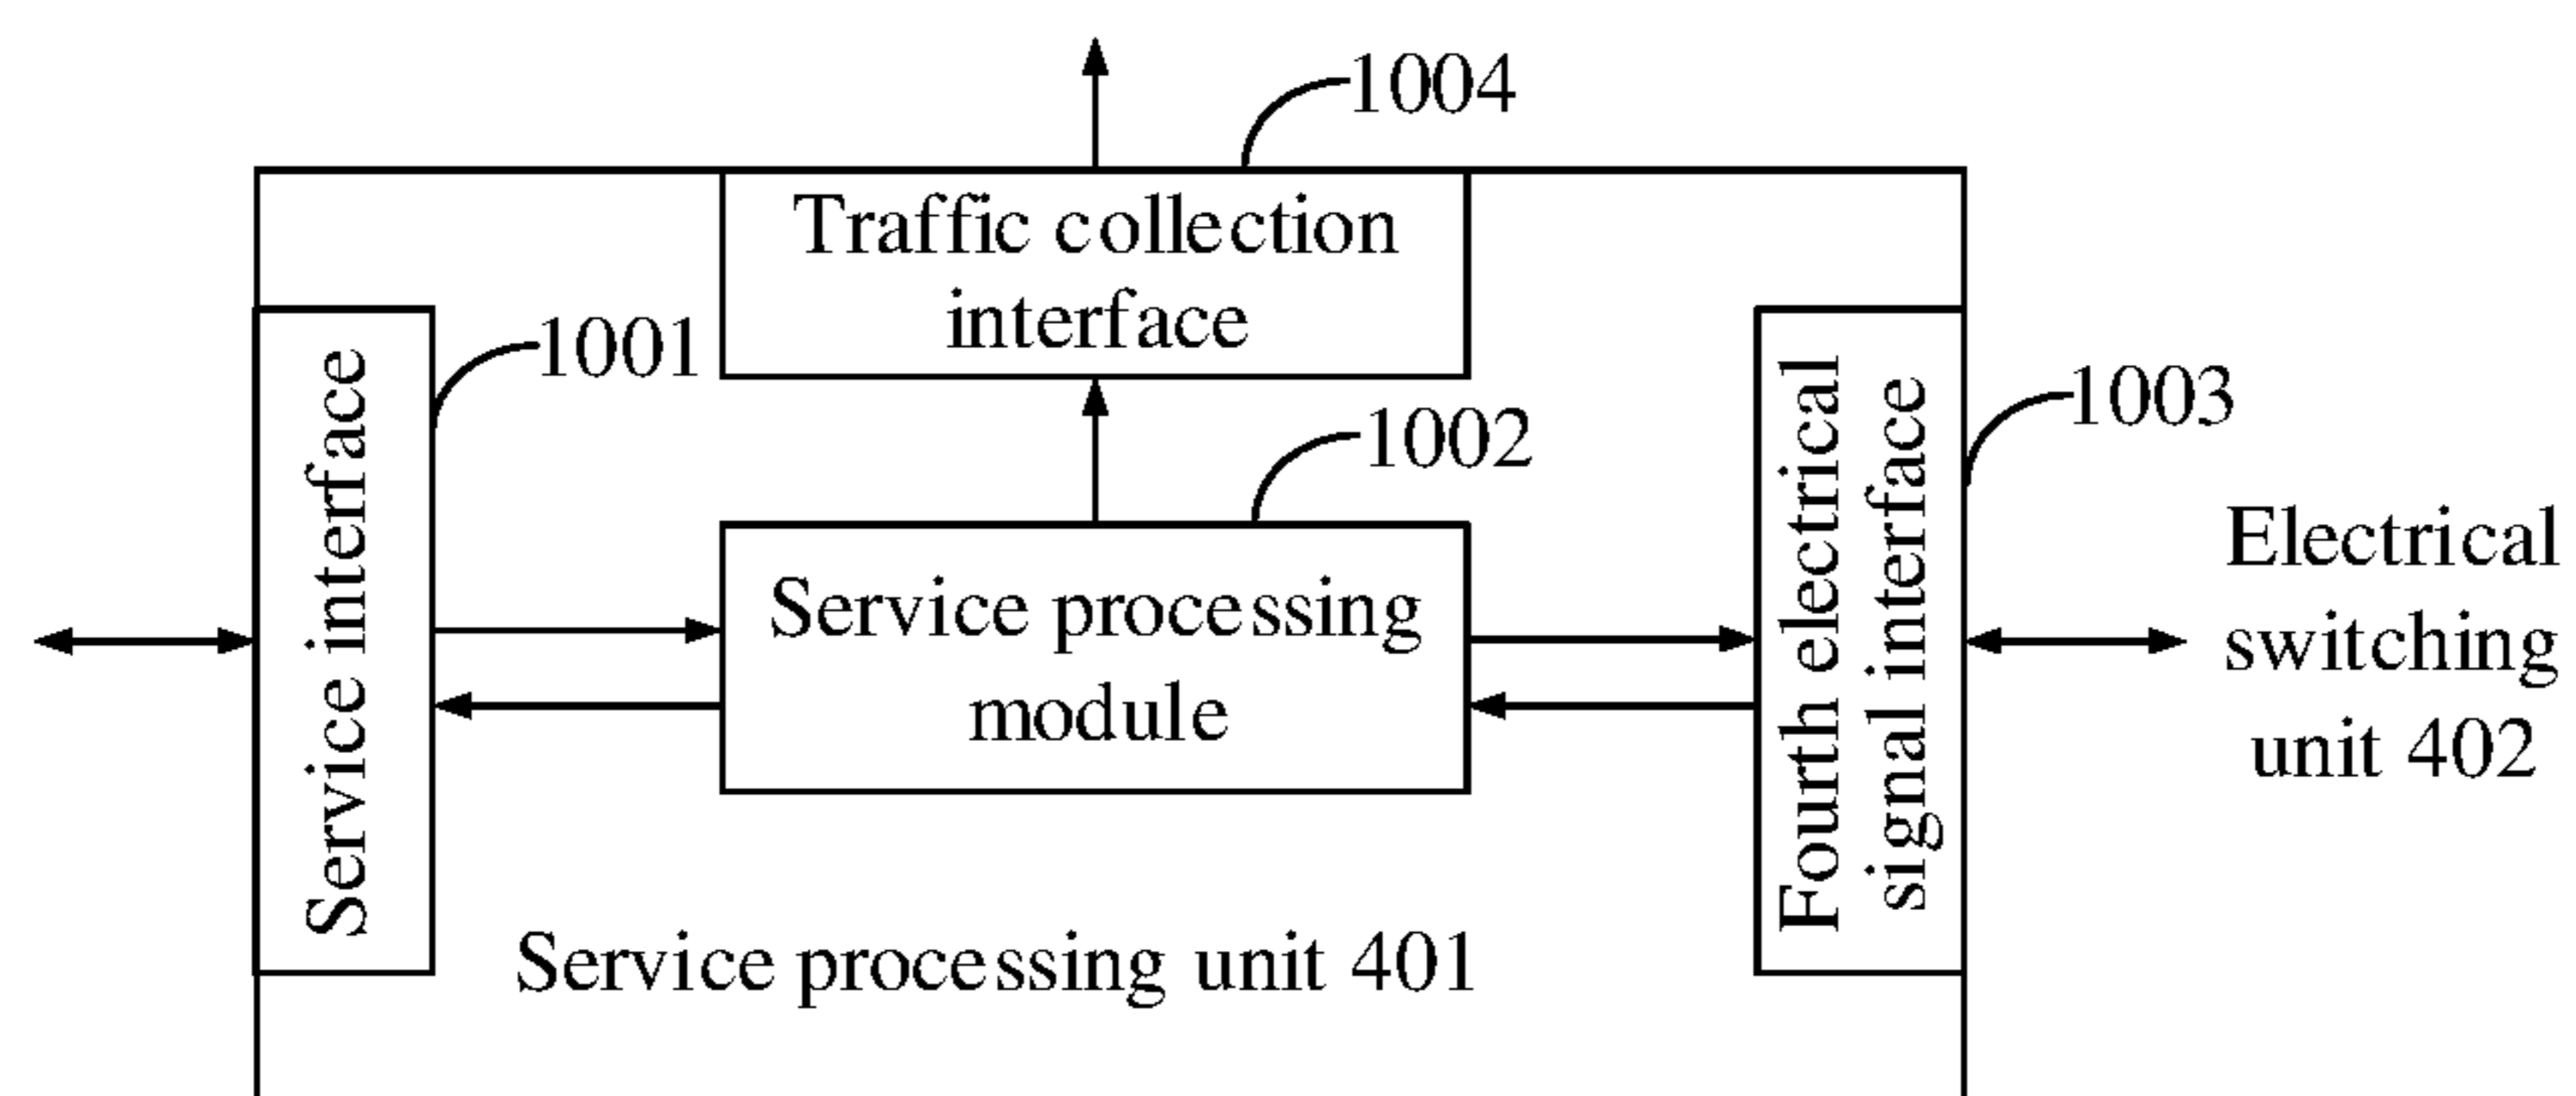 1004
Traffic collection
interface
1001
Service interface
1002
1003
Fourth electrical
signal interface
Service processing
module
Electrical
switching
unit 402
Service processing unit 401